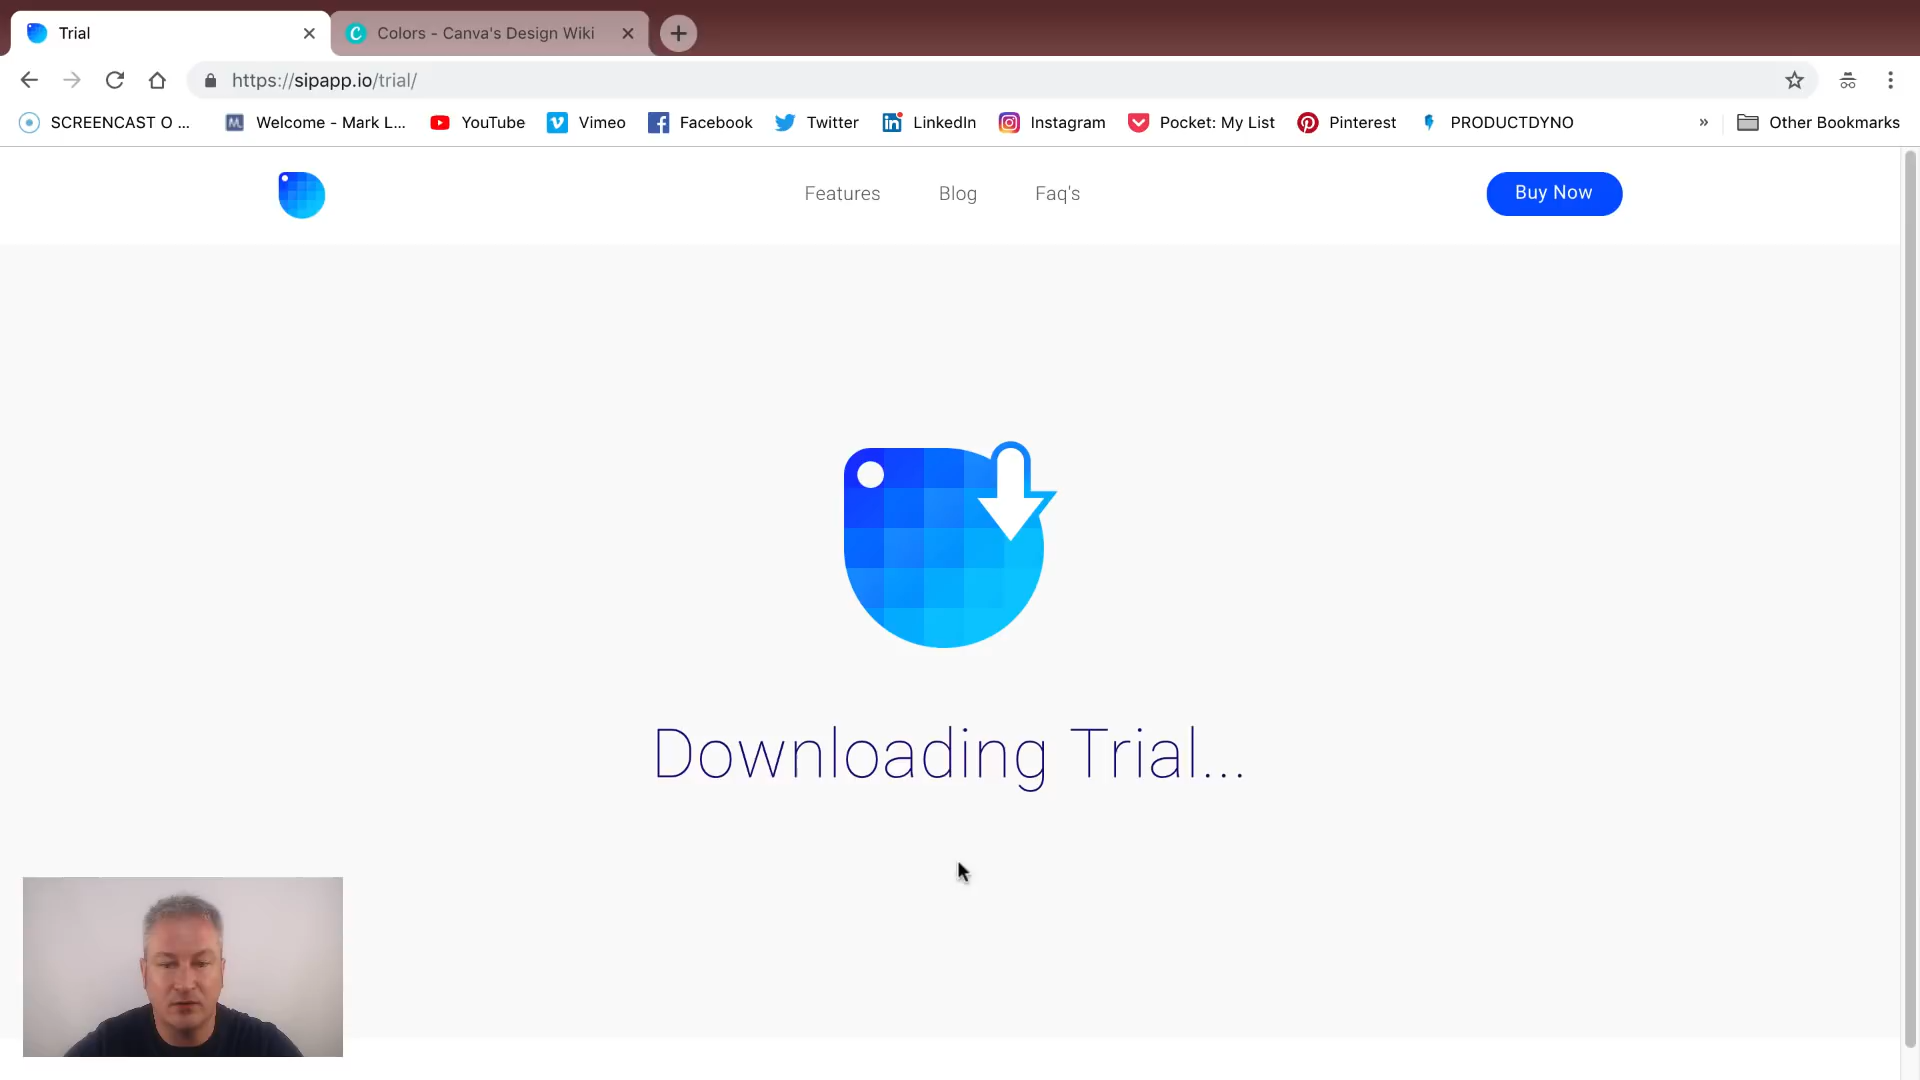 Trial
Colors - Canva's Design Wiki
https://sipapp.io/trial/
SCREENCAST O ...
Welcome - Mark L...
YouTube
Vimeo
Facebook
Twitter
LinkedIn
Instagram
Pocket: My List
Pinterest
PRODUCTDYNO
»
Other Bookmarks
Features
Blog
Faq's
Buy Now
Downloading Trial...